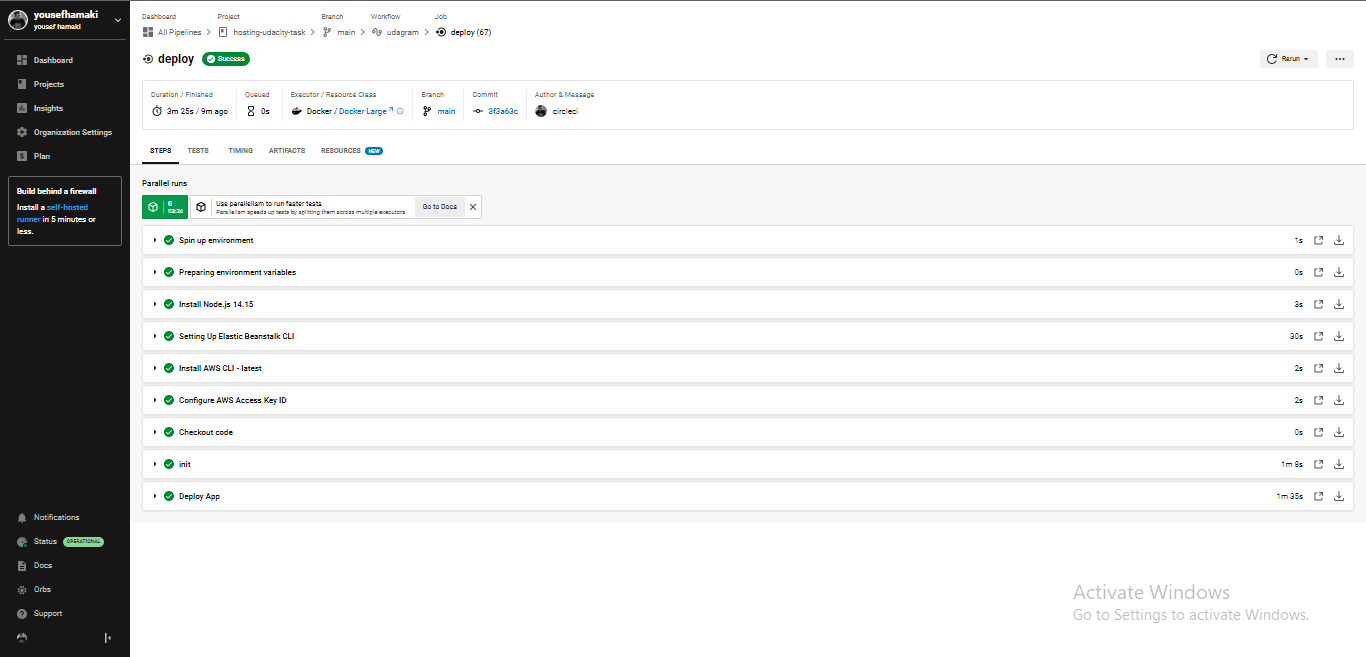 yousefhamaki
yousef hamaki
Dashboard
Projects
Insights
Organization Settings
Plan
Build behind a firewall
Install a self-hosted
runner in 5 minutes or
less.
Notifications
Status OPERATIONAL
Docs
Orbs
Support
Dashboard Project Branch Workflow Job
All Pipelines hosting-udacity-task main udagram deploy (67)
deploy Success
Rerun
Duration / Finished Queued Executor / Resource Class Branch Commit Author & Message
3m 25s / 9m ago 0s Docker / Docker Large main 3f3a63c circleci
STEPS TESTS TIMING ARTIFACTS RESOURCES NEW
Parallel runs
0
03:24
Use parallelism to run faster tests
Parallelism speeds up tests by splitting them across multiple executors.
Go to Docs
Spin up environment 1s
Preparing environment variables 0s
Install Node.js 14.15 3s
Setting Up Elastic Beanstalk CLI 30s
Install AWS CLI - latest 2s
Configure AWS Access Key ID 2s
Checkout code 0s
init 1m 8s
Deploy App 1m 35s
Activate Windows
Go to Settings to activate Windows.